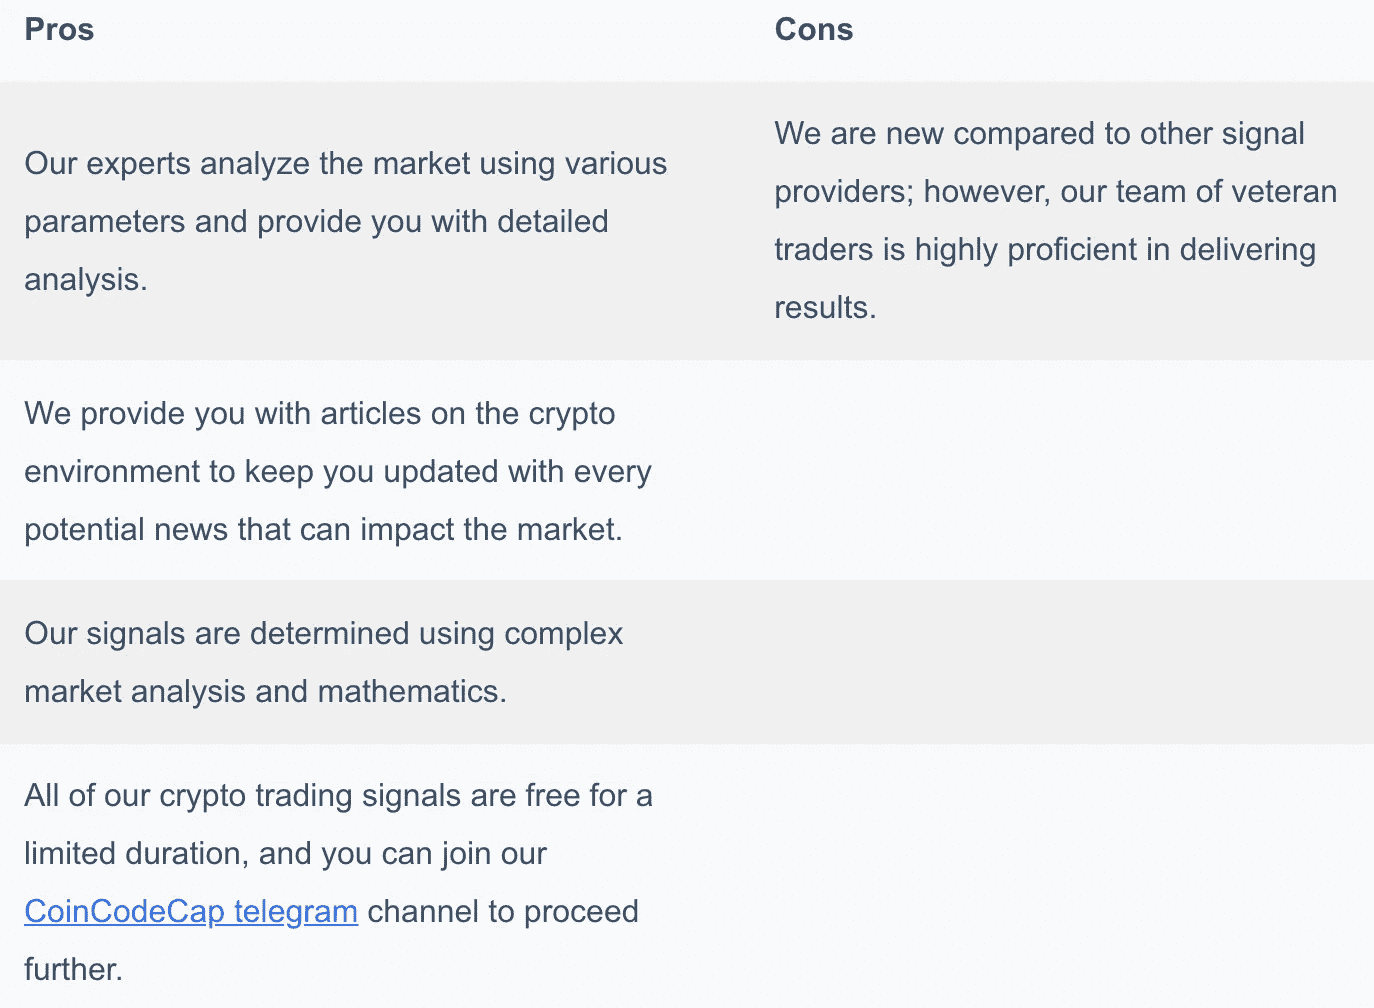 Pros
Cons
Our experts analyze the market using various
parameters and provide you with detailed
analysis.
We are new compared to other signal
providers; however, our team of veteran
traders is highly proficient in delivering
results.
We provide you with articles on the crypto
environment to keep you updated with every
potential news that can impact the market.
Our signals are determined using complex
market analysis and mathematics.
All of our crypto trading signals are free for a
limited duration, and you can join our
CoinCodeCap telegram channel to proceed
further.